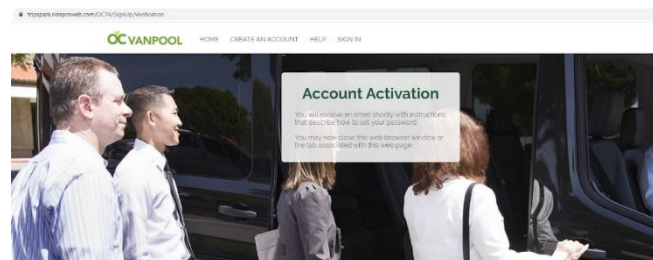 tripspark.rideproweb.com/OCTA/SignUp/Verification
OC VANPOOL HOME CREATE AN ACCOUNT HELP SIGN IN
Account Activation
You will receive an email shortly with instructions
that describe how to set your password.
You may now close this web browser window or
the tab associated with this web page.